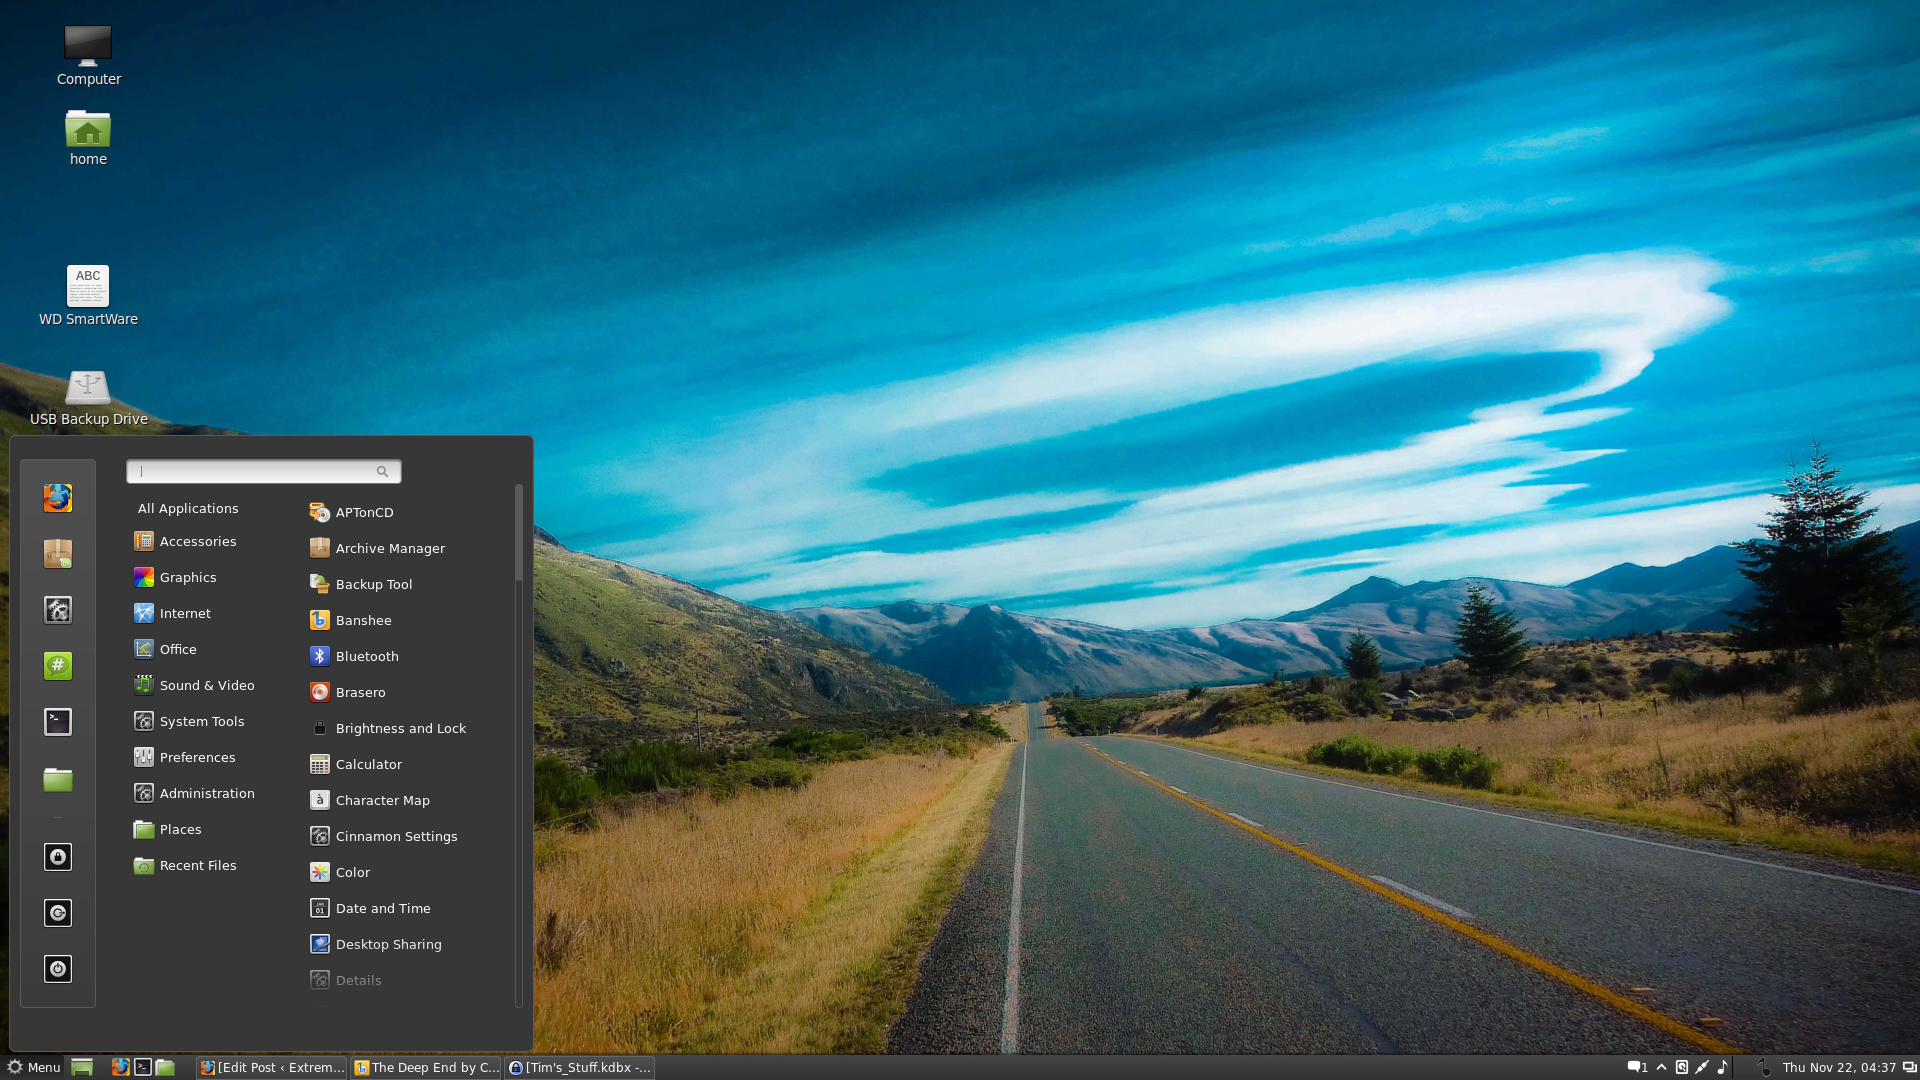 Computer
home
ABC
WD SmartWare
USB Backup Drive
All Applications
Accessories
Graphics
Internet
Office
Sound & Video
System Tools
Preferences
Administration
Places
Recent Files
APTonCD
Archive Manager
Backup Tool
Banshee
Bluetooth
Brasero
Brightness and Lock
Calculator
Character Map
Cinnamon Settings
Color
Date and Time
Desktop Sharing
Details
Menu
[Edit Post ‹ Extrem...
The Deep End by C...
[Tim's_Stuff.kdbx -...
1
Thu Nov 22, 04:37